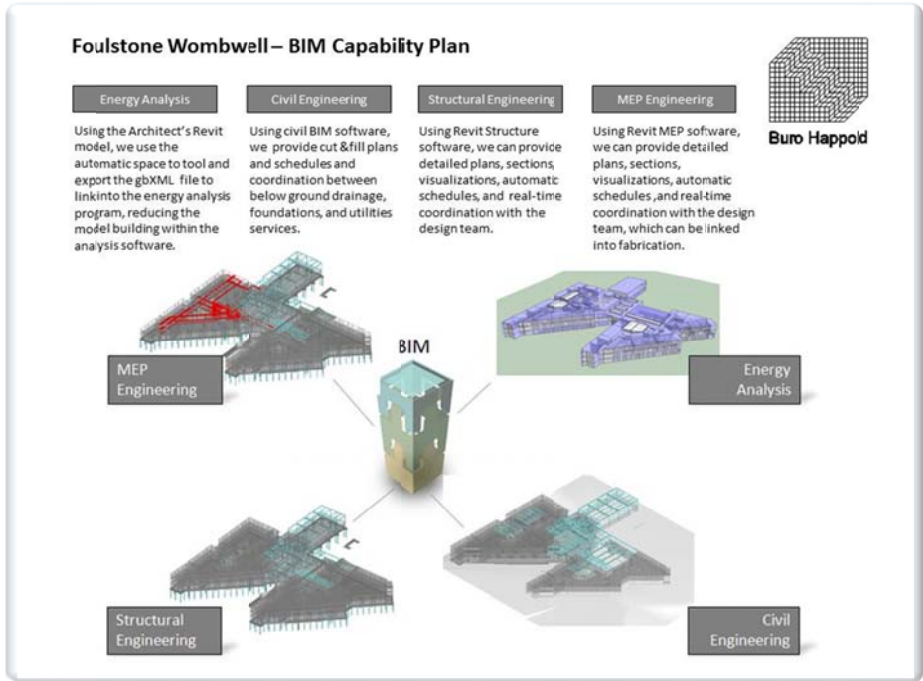 Foulstone Wombwell – BIM Capability Plan
Energy Analysis
Using the Architect's Revit
model, we use the
automatic space to tool and
export the gbXML file to
link into the energy analysis
program, reducing the
model building within the
analysis software.
Civil Engineering
Using civil BIM software,
we provide cut & fill plans
and schedules and
coordination between
below ground drainage,
foundations, and utilities
services.
Structural Engineering
Using Revit Structure
software, we can provide
detailed plans, sections,
visualizations, automatic
schedules, and real-time
coordination with the
design team.
MEP Engineering
Using Revit MEP software,
we can provide detailed
plans, sections,
visualizations, automatic
schedules ,and real-time
coordination with the design
team, which can be linked
into fabrication.
Buro Happold
MEP
Engineering
BIM
Energy
Analysis
Structural
Engineering
Civil
Engineering